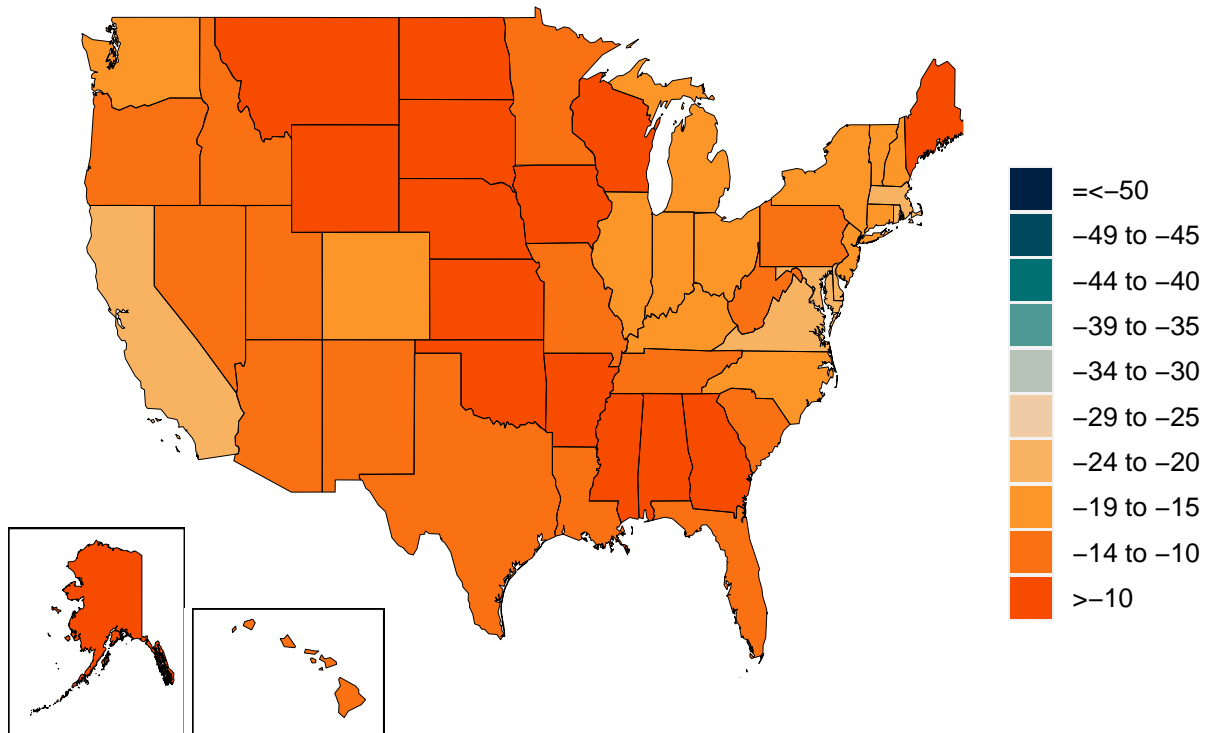 =<−50
−49 to −45
−44 to −40
−39 to −35
−34 to −30
−29 to −25
−24 to −20
−19 to −15
−14 to −10
>−10